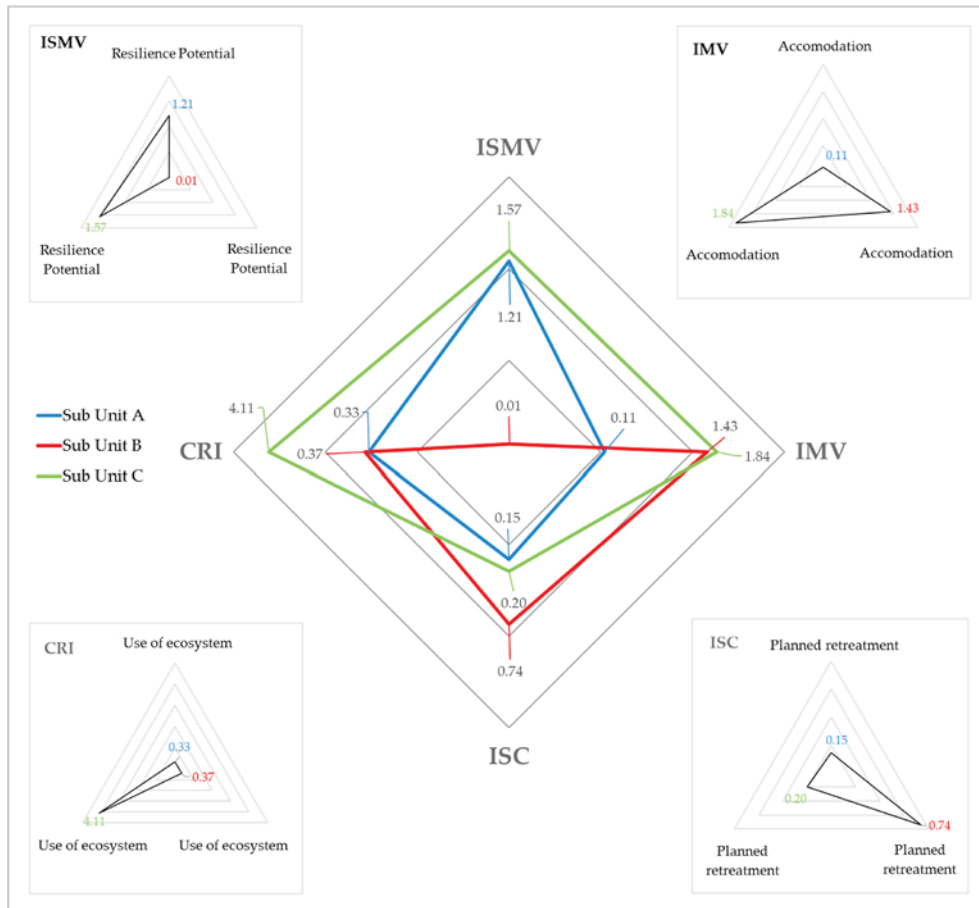 ISMV
Resilience Potential
1.21
0.01
1.57
Resilience
Potential
Resilience
Potential
IMV
Accomodation
0.11
1.84
1.43
Accomodation
Accomodation
ISMV
1.57
1.21
0.01
0.11
1.43
1.84
IMV
4.11
0.33
CRI
0.37
0.15
0.20
0.74
ISC
Sub Unit A
Sub Unit B
Sub Unit C
CRI
Use of ecosystem
0.33
0.37
4.11
Use of ecosystem
Use of ecosystem
ISC
Planned retreatment
0.15
0.20
0.74
Planned
retreatment
Planned
retreatment